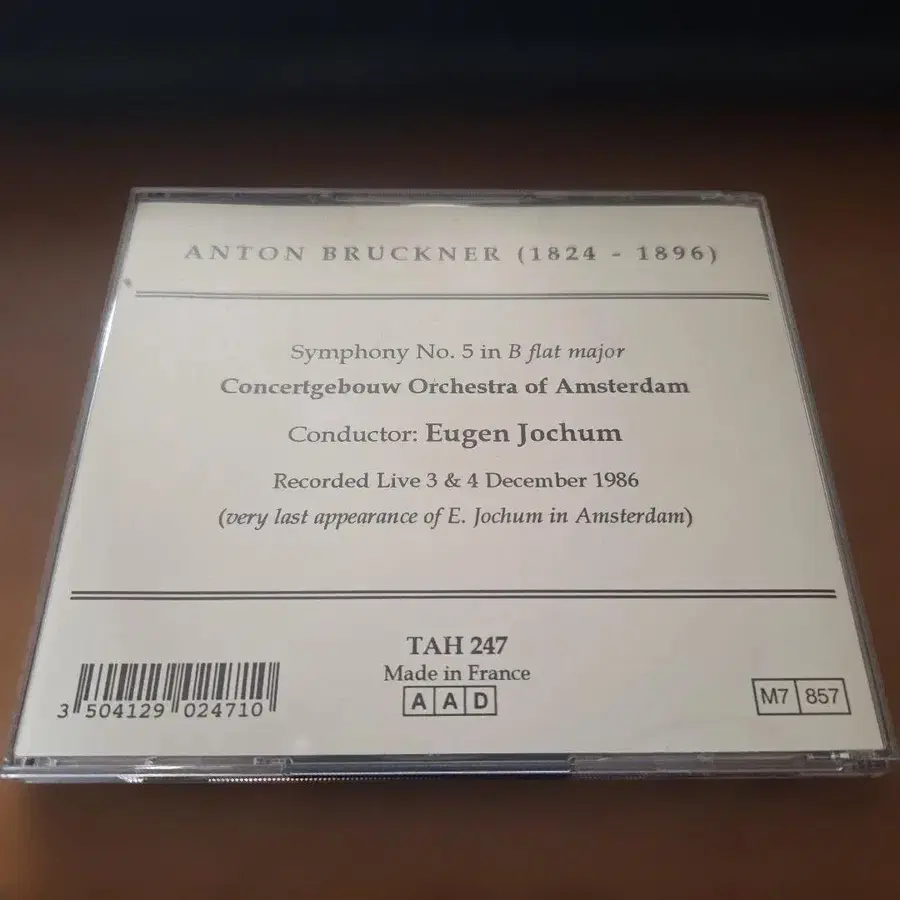 ANTON BRUCKNER (1824 - 1896)
Symphony No. 5 in B flat major
Concertgebouw Orchestra of Amsterdam
Conductor: Eugen Jochum
Recorded Live 3 & 4 December 1986
(very last appearance of E. Jochum in Amsterdam)
TAH 247
Made in France
A A D
3 504129 024710
M7 857